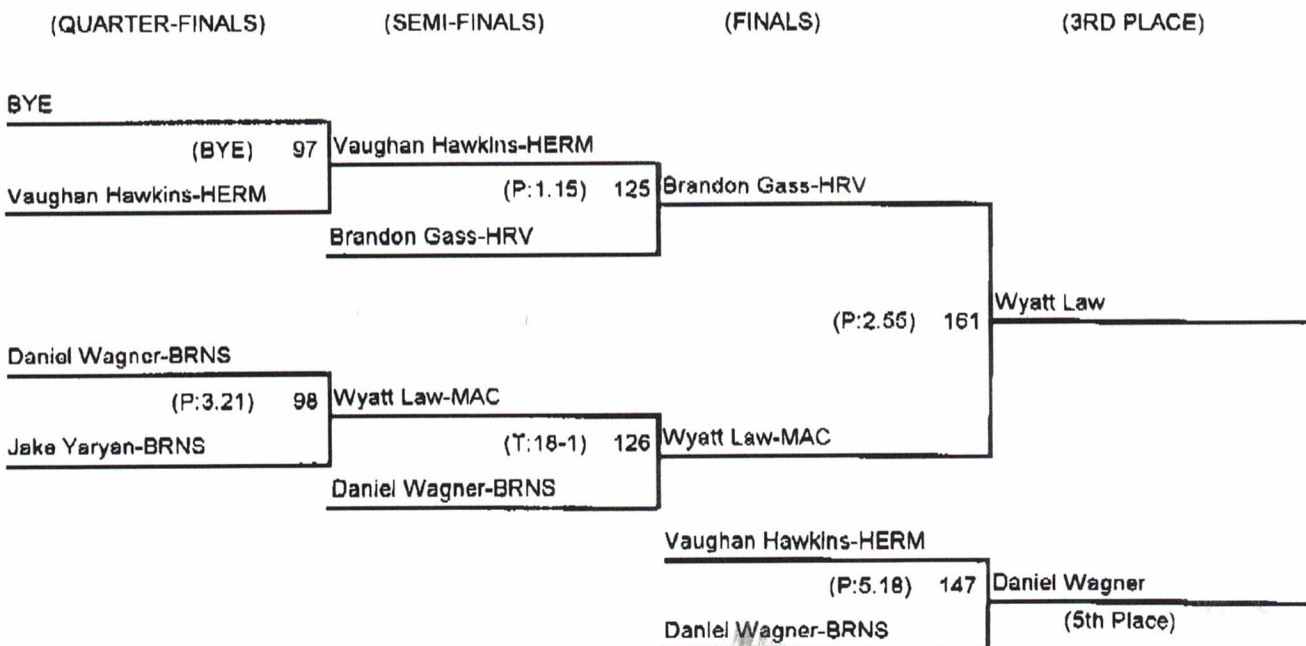 (QUARTER-FINALS) (SEMI-FINALS) (FINALS) (3RD PLACE)
BYE
(BYE) 97
Vaughan Hawkins-HERM
Vaughan Hawkins-HERM
(P:1.15) 125
Brandon Gass-HRV
Brandon Gass-HRV
(P:2.55) 161
Wyatt Law
Daniel Wagner-BRNS
(P:3.21) 98
Jake Yaryan-BRNS
Wyatt Law-MAC
(T:18-1) 126
Daniel Wagner-BRNS
Wyatt Law-MAC
Vaughan Hawkins-HERM
(P:5.18) 147
Daniel Wagner-BRNS
Daniel Wagner
(5th Place)